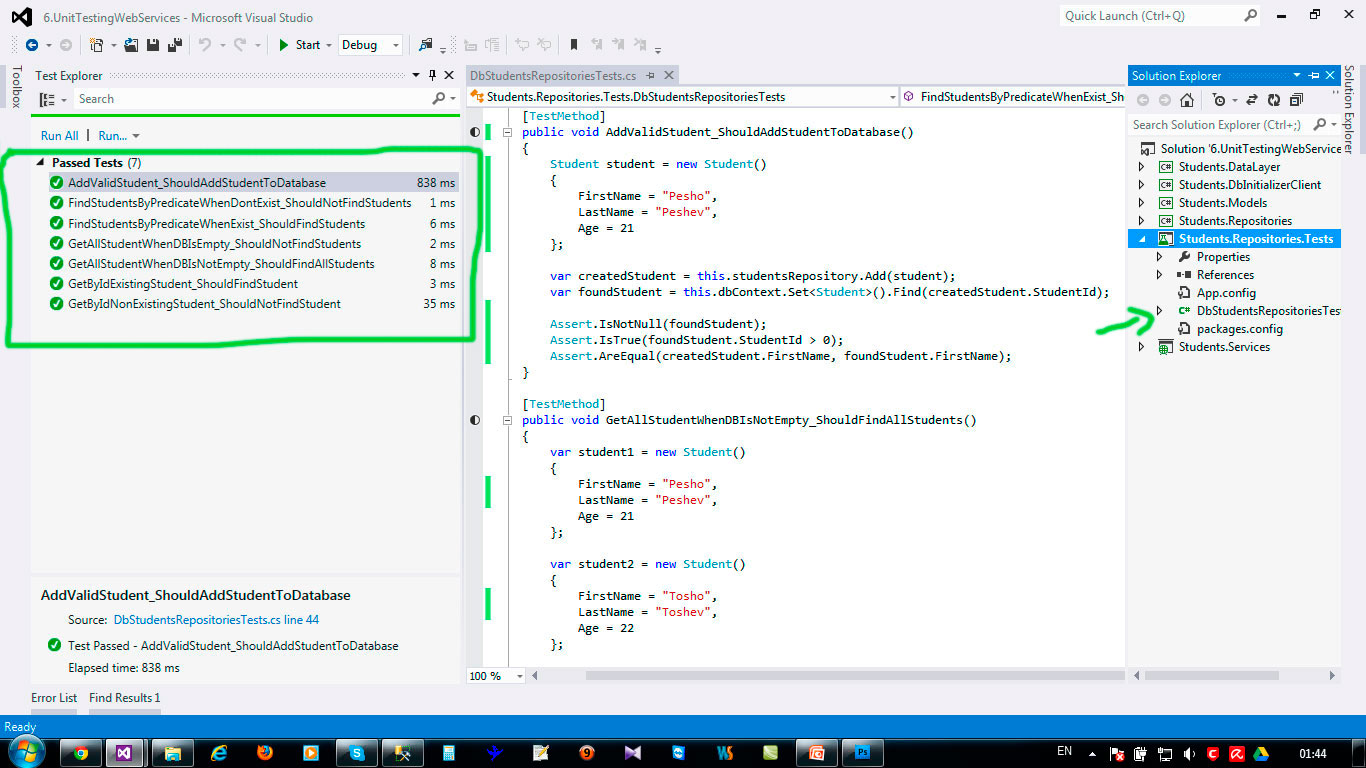 6.UnitTestingWebServices - Microsoft Visual Studio
Quick Launch (Ctrl+Q)
Start
Debug
Toolbox
Test Explorer
Search
Run All | Run...
Passed Tests (7)
AddValidStudent_ShouldAddStudentToDatabase 838 ms
FindStudentsByPredicateWhenDontExist_ShouldNotFindStudents 1 ms
FindStudentsByPredicateWhenExist_ShouldFindStudents 6 ms
GetAllStudentWhenDBIsEmpty_ShouldNotFindStudents 2 ms
GetAllStudentWhenDBIsNotEmpty_ShouldFindAllStudents 8 ms
GetByIdExistingStudent_ShouldFindStudent 3 ms
GetByIdNonExistingStudent_ShouldNotFindStudent 35 ms
AddValidStudent_ShouldAddStudentToDatabase
Source: DbStudentsRepositoriesTests.cs line 44
Test Passed - AddValidStudent_ShouldAddStudentToDatabase
Elapsed time: 838 ms
Error List Find Results 1
DbStudentsRepositoriesTests.cs
Students.Repositories.Tests.DbStudentsRepositoriesTests
FindStudentsByPredicateWhenExist_Sho
[TestMethod]
public void AddValidStudent_ShouldAddStudentToDatabase()
{
Student student = new Student()
{
FirstName = "Pesho",
LastName = "Peshev",
Age = 21
};
var createdStudent = this.studentsRepository.Add(student);
var foundStudent = this.dbContext.Set<Student>().Find(createdStudent.StudentId);
Assert.IsNotNull(foundStudent);
Assert.IsTrue(foundStudent.StudentId > 0);
Assert.AreEqual(createdStudent.FirstName, foundStudent.FirstName);
}
[TestMethod]
public void GetAllStudentWhenDBIsNotEmpty_ShouldFindAllStudents()
{
var student1 = new Student()
{
FirstName = "Pesho",
LastName = "Peshev",
Age = 21
};
var student2 = new Student()
{
FirstName = "Tosho",
LastName = "Toshev",
Age = 22
};
100 %
Solution Explorer
Search Solution Explorer (Ctrl+;)
Solution '6.UnitTestingWebService
Students.DataLayer
Students.DbInitializerClient
Students.Models
Students.Repositories
Students.Repositories.Tests
Properties
References
App.config
DbStudentsRepositoriesTes
packages.config
Students.Services
Solution Explorer
Ready
EN
01:44